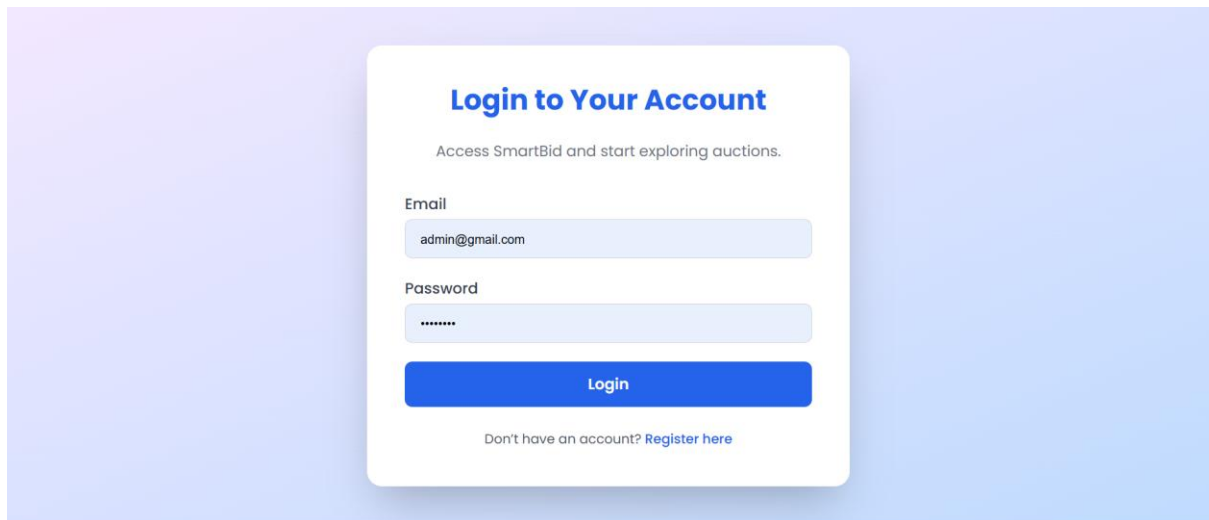 Login to Your Account
Access SmartBid and start exploring auctions.
Email
admin@gmail.com
Password
••••••••
Login
Don't have an account? Register here